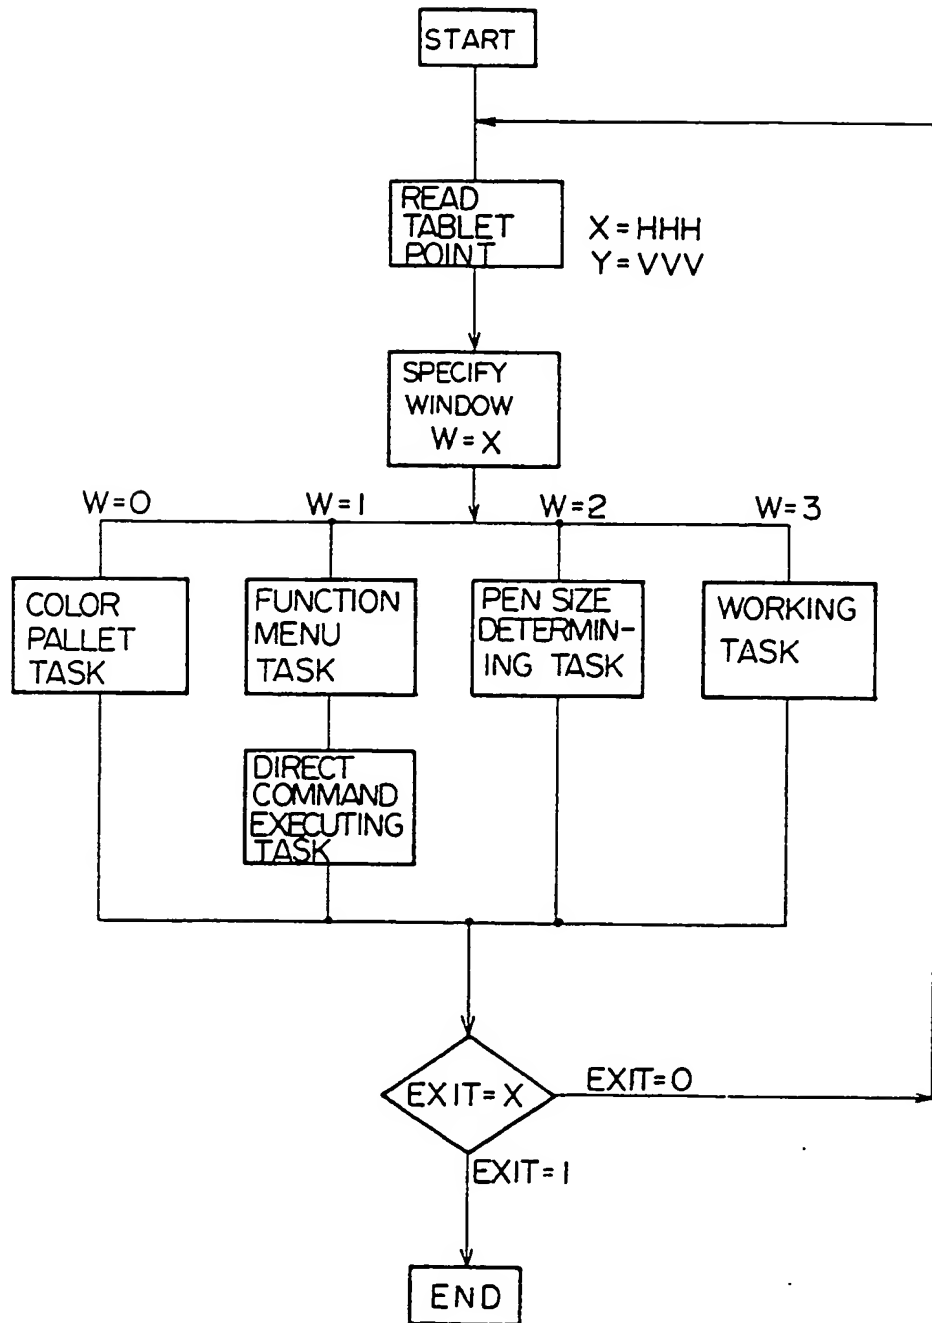 START
READ
TABLET
POINT
X=HHH
Y=VVV
SPECIFY
WINDOW
W=X
W=0
W=1
W=2
W=3
COLOR
PALLET
TASK
FUNCTION
MENU
TASK
PEN SIZE
DETERMIN-
ING TASK
WORKING
TASK
DIRECT
COMMAND
EXECUTING
TASK
EXIT=X
EXIT=0
EXIT=1
END